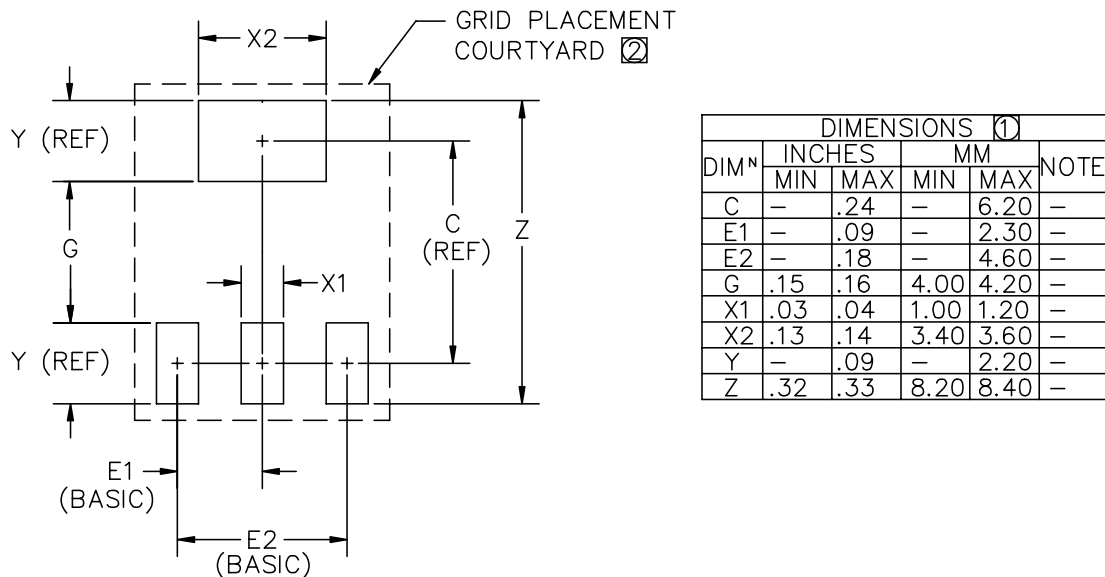 GRID PLACEMENT
COURTYARD ②
X2
Y (REF)
G
C
(REF)
Z
X1
Y (REF)
E1
(BASIC)
E2
(BASIC)
DIMENSIONS ①
DIMᴺ INCHES MM NOTE
MIN MAX MIN MAX
C – .24 – 6.20 –
E1 – .09 – 2.30 –
E2 – .18 – 4.60 –
G .15 .16 4.00 4.20 –
X1 .03 .04 1.00 1.20 –
X2 .13 .14 3.40 3.60 –
Y – .09 – 2.20 –
Z .32 .33 8.20 8.40 –